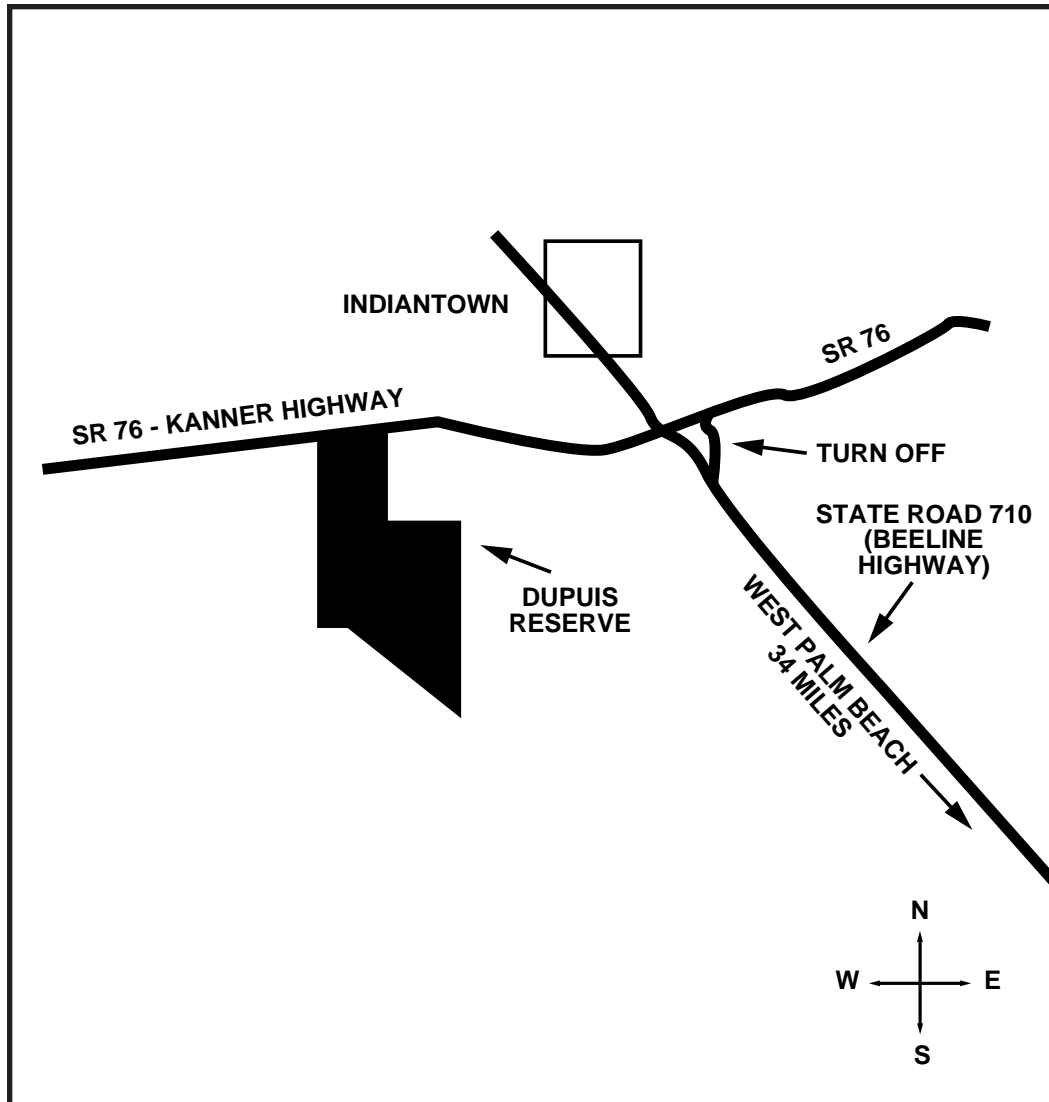 INDIANTOWN
SR 76
SR 76 - KANNER HIGHWAY
TURN OFF
STATE ROAD 710
(BEELINE
HIGHWAY)
DUPUIS
RESERVE
WEST PALM BEACH
34 MILES
N
W
E
S